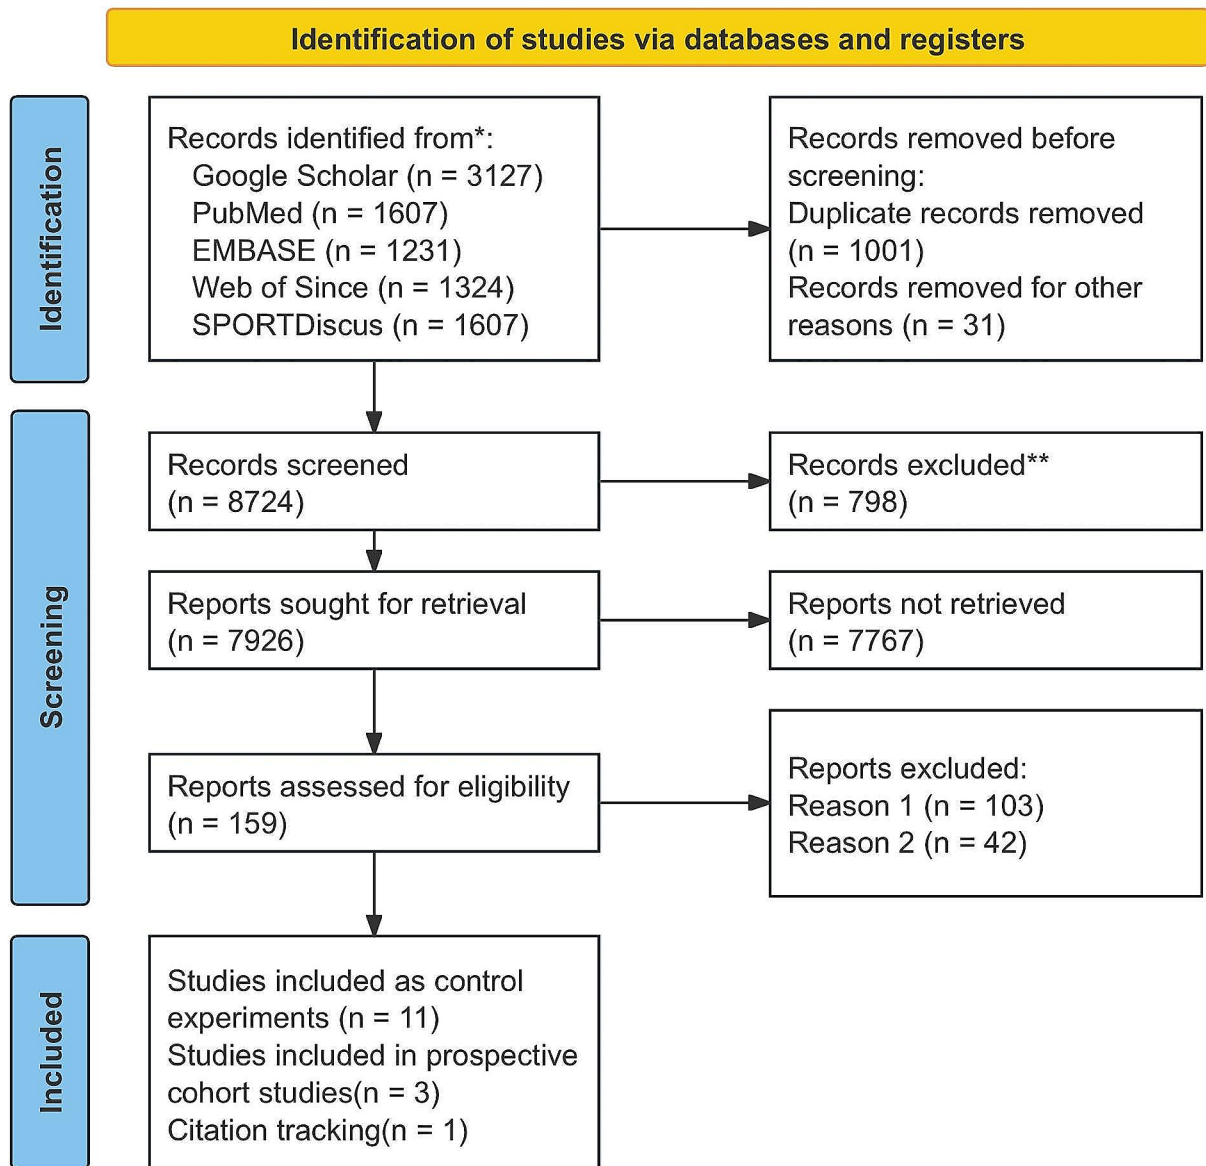 Identification of studies via databases and registers
Identification
Records identified from*:
Google Scholar (n = 3127)
PubMed (n = 1607)
EMBASE (n = 1231)
Web of Since (n = 1324)
SPORTDiscus (n = 1607)
Records removed before
screening:
Duplicate records removed
(n = 1001)
Records removed for other
reasons (n = 31)
Screening
Records screened
(n = 8724)
Records excluded**
(n = 798)
Reports sought for retrieval
(n = 7926)
Reports not retrieved
(n = 7767)
Reports assessed for eligibility
(n = 159)
Reports excluded:
Reason 1 (n = 103)
Reason 2 (n = 42)
Included
Studies included as control
experiments (n = 11)
Studies included in prospective
cohort studies(n = 3)
Citation tracking(n = 1)